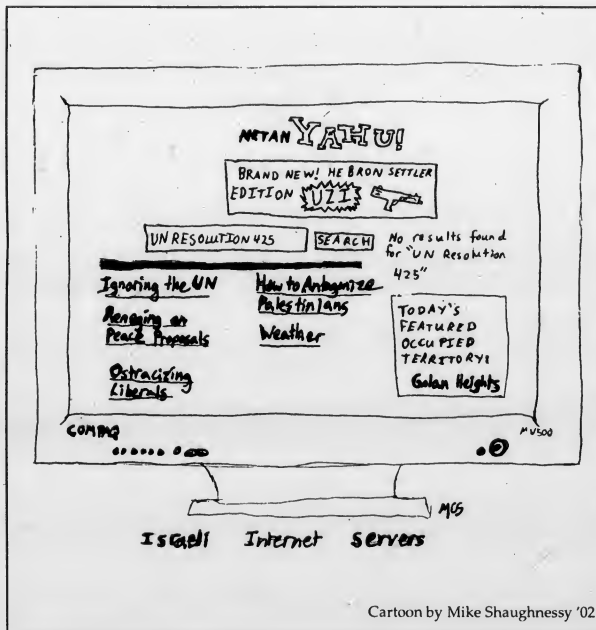 NETAN YAHU!
BRAND NEW! HEBRON SETTLER
EDITION UZI
UN RESOLUTION 425 SEARCH
No results found
for "UN Resolution
425"
Ignoring the UN
Reneging on
Peace Proposals
Ostracizing
Liberals
How to Antagonize
Palestinians
Weather
TODAY'S
FEATURED
OCCUPIED
TERRITORY:
Golan Heights
COMPAQ
MV500
MCS
Israeli Internet Servers
Cartoon by Mike Shaughnessy '02